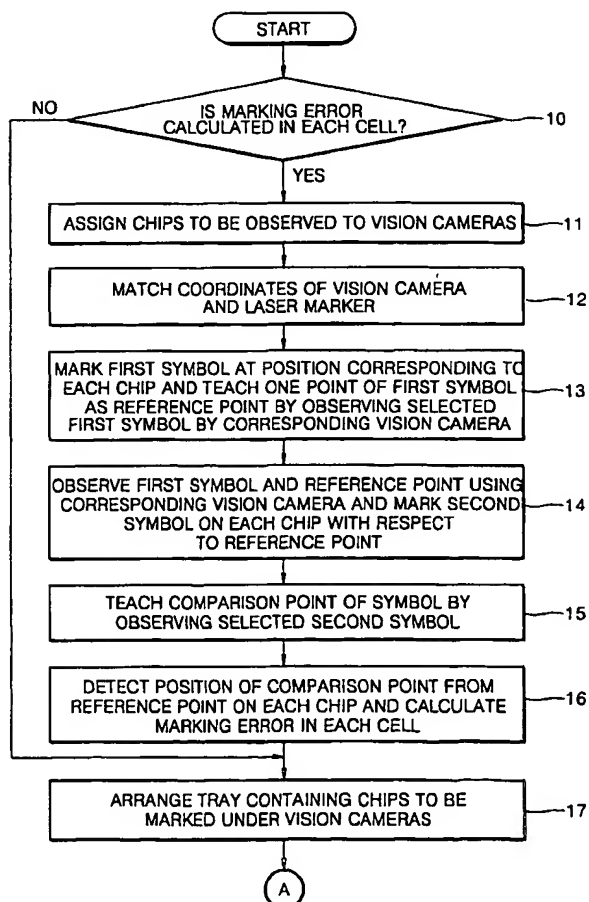 START
NO
IS MARKING ERROR
CALCULATED IN EACH CELL?
10
YES
ASSIGN CHIPS TO BE OBSERVED TO VISION CAMERAS
11
MATCH COORDINATES OF VISION CAMERA
AND LASER MARKER
12
MARK FIRST SYMBOL AT POSITION CORRESPONDING TO
EACH CHIP AND TEACH ONE POINT OF FIRST SYMBOL
AS REFERENCE POINT BY OBSERVING SELECTED
FIRST SYMBOL BY CORRESPONDING VISION CAMERA
13
OBSERVE FIRST SYMBOL AND REFERENCE POINT USING
CORRESPONDING VISION CAMERA AND MARK SECOND
SYMBOL ON EACH CHIP WITH RESPECT
TO REFERENCE POINT
14
TEACH COMPARISON POINT OF SYMBOL BY
OBSERVING SELECTED SECOND SYMBOL
15
DETECT POSITION OF COMPARISON POINT FROM
REFERENCE POINT ON EACH CHIP AND CALCULATE
MARKING ERROR IN EACH CELL
16
ARRANGE TRAY CONTAINING CHIPS TO BE
MARKED UNDER VISION CAMERAS
17
A